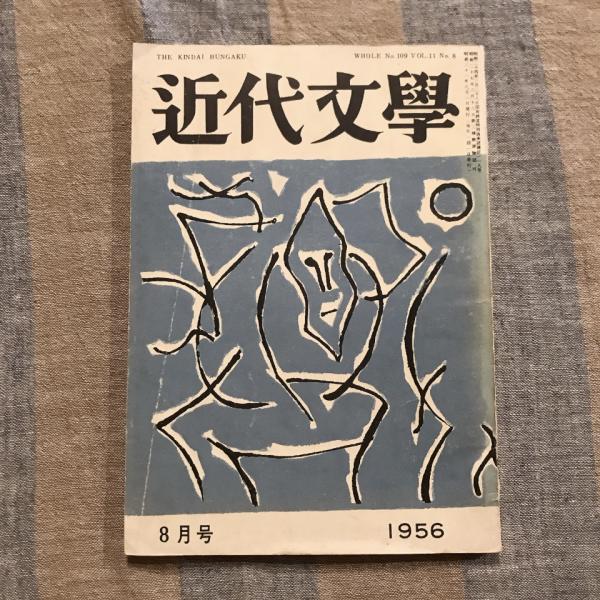 THE KINDAI BUNGAKU
WHOLE No.109 VOL.11 No.8
近代文學
8月号
1956